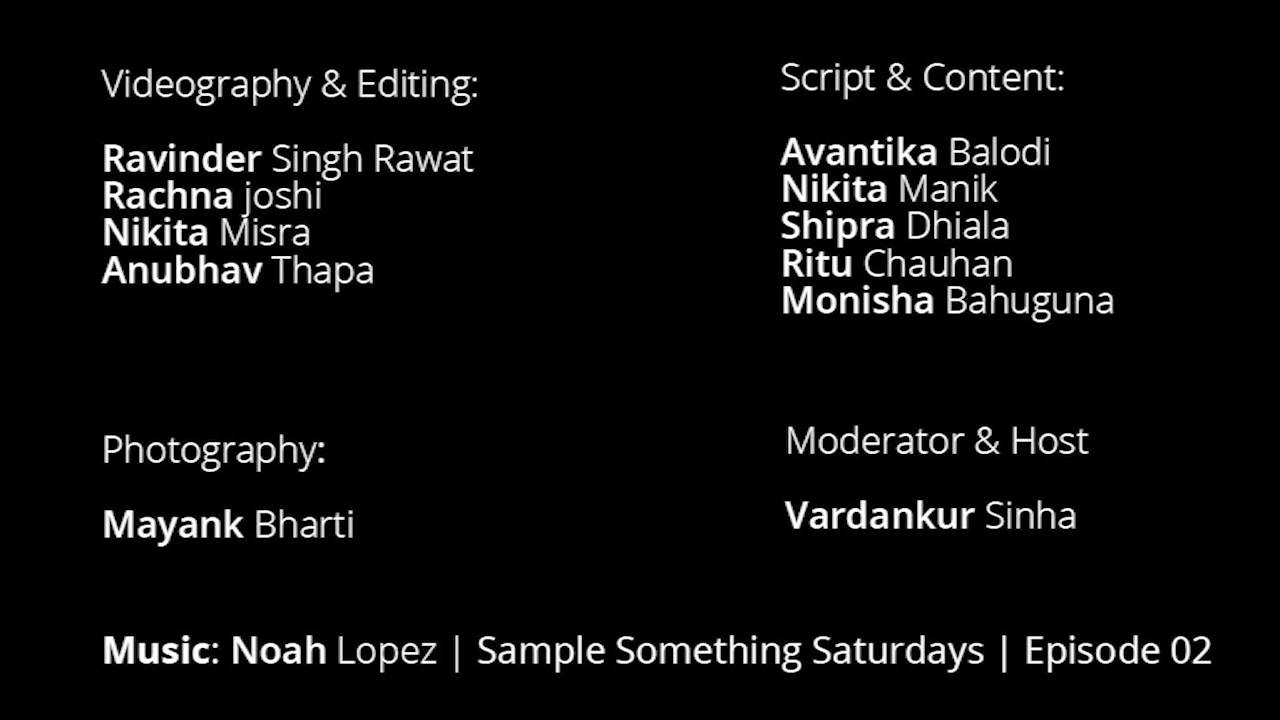 Videography & Editing:
Ravinder Singh Rawat
Rachna joshi
Nikita Misra
Anubhav Thapa
Script & Content:
Avantika Balodi
Nikita Manik
Shipra Dhiala
Ritu Chauhan
Monisha Bahuguna
Photography:
Mayank Bharti
Moderator & Host
Vardankur Sinha
Music: Noah Lopez | Sample Something Saturdays | Episode 02